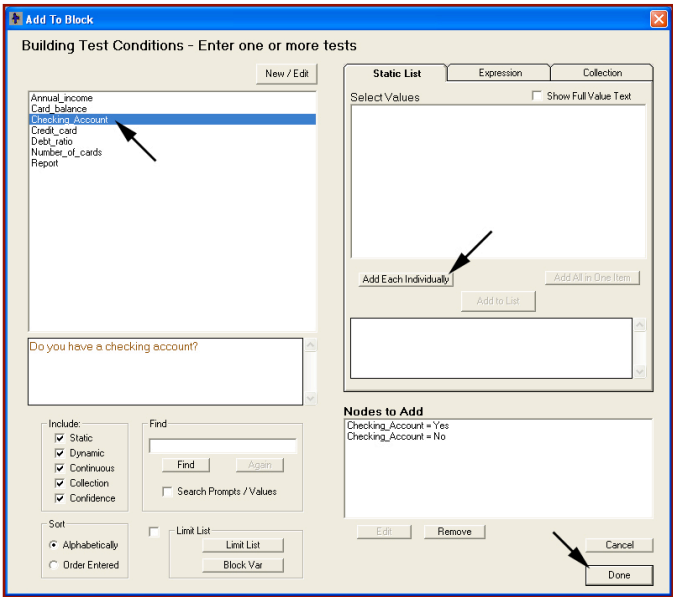 Add To Block
Building Test Conditions - Enter one or more tests
New / Edit
Annual_income
Card_balance
Checking_Account
Credit_card
Debt_ratio
Number_of_cards
Report
Do you have a checking account?
Include:
Static
Dynamic
Continuous
Collection
Confidence
Find
Find
Again
Search Prompts / Values
Sort
Alphabetically
Order Entered
Limit List
Limit List
Block Var
Static List
Expression
Collection
Select Values
Show Full Value Text
Add Each Individually
Add All in One Item
Add to List
Nodes to Add
Checking_Account = Yes
Checking_Account = No
Edit
Remove
Cancel
Done